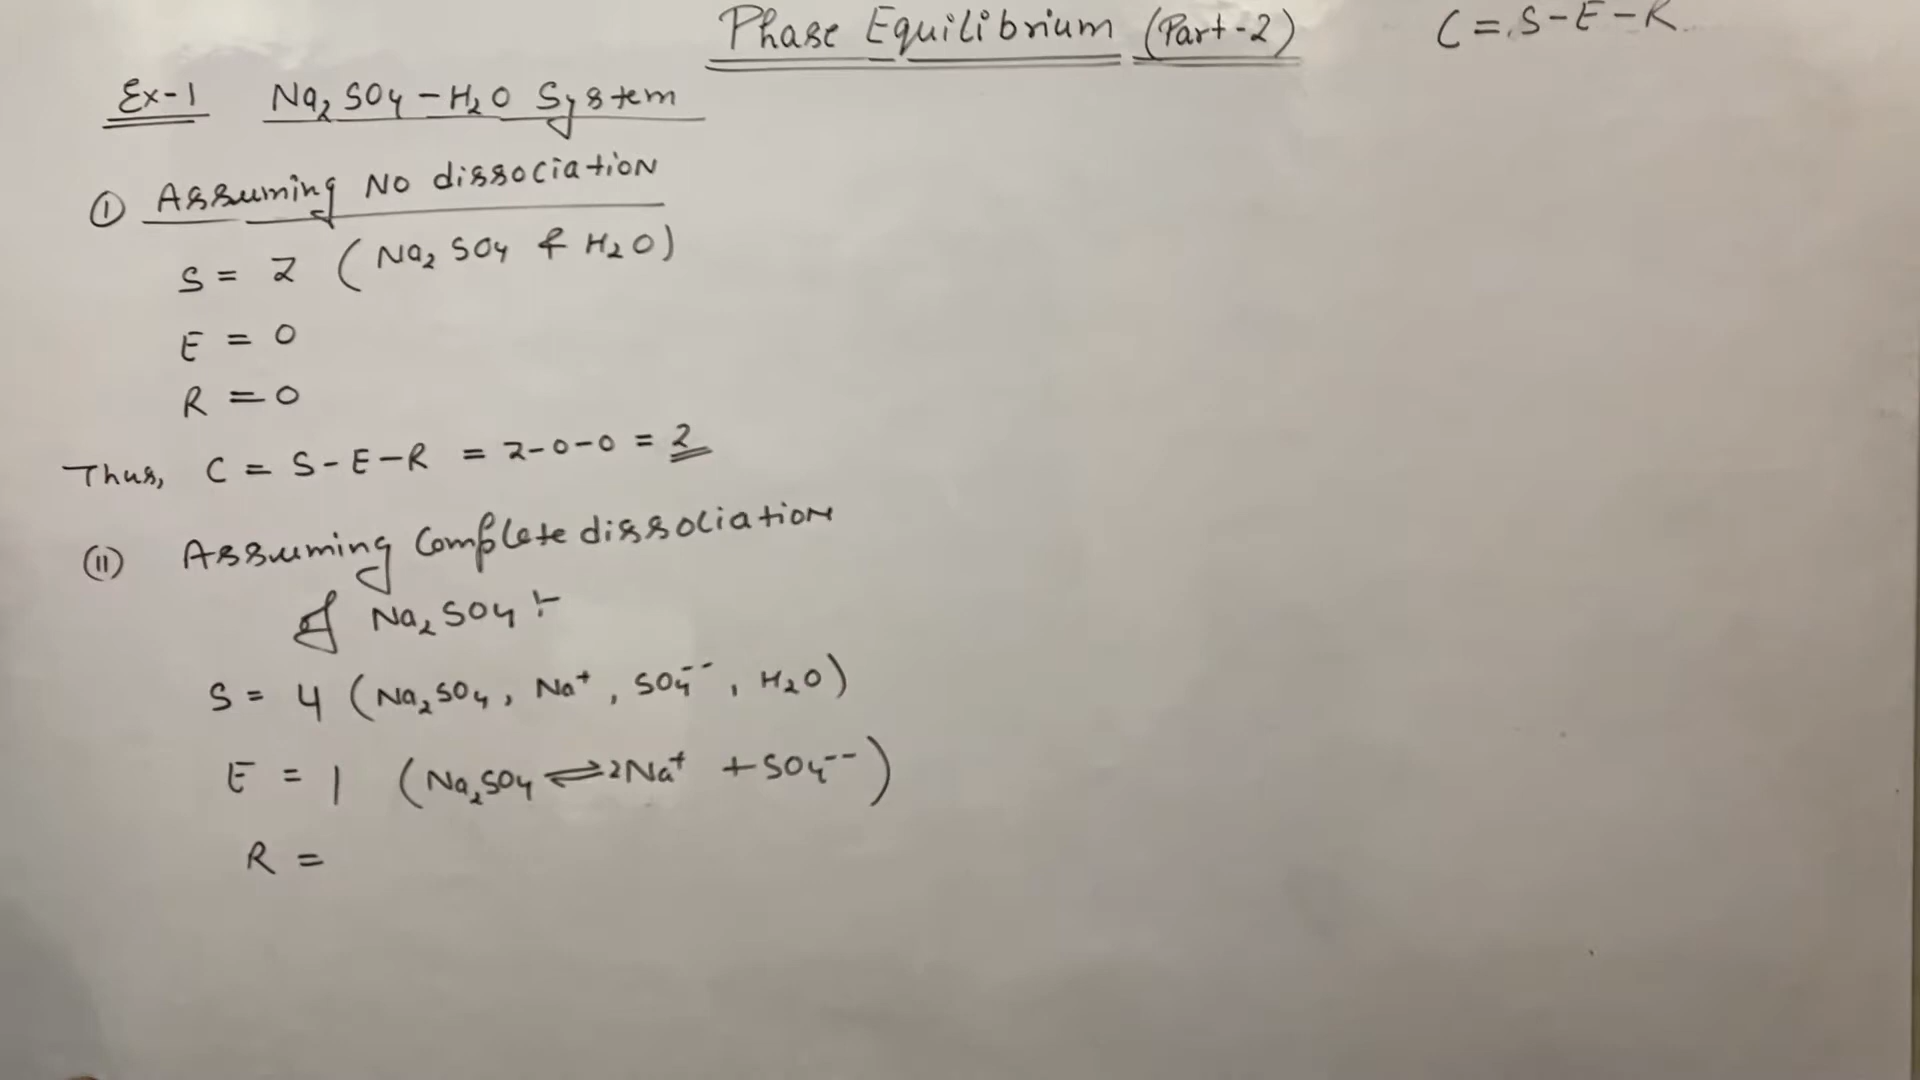 Phase Equilibrium (Part-2)
C = S-E-R
Ex-1 Na₂SO₄-H₂O System
① Assuming No dissociation
S = 2 (Na₂SO₄ & H₂O)
E = 0
R = 0
Thus, C = S-E-R = 2-0-0 = 2
(II) Assuming Complete dissociation
of Na₂SO₄ :-
S = 4 (Na₂SO₄, Na⁺, SO₄⁻⁻, H₂O)
E = 1 (Na₂SO₄ ⇌ 2Na⁺ + SO₄⁻⁻)
R =